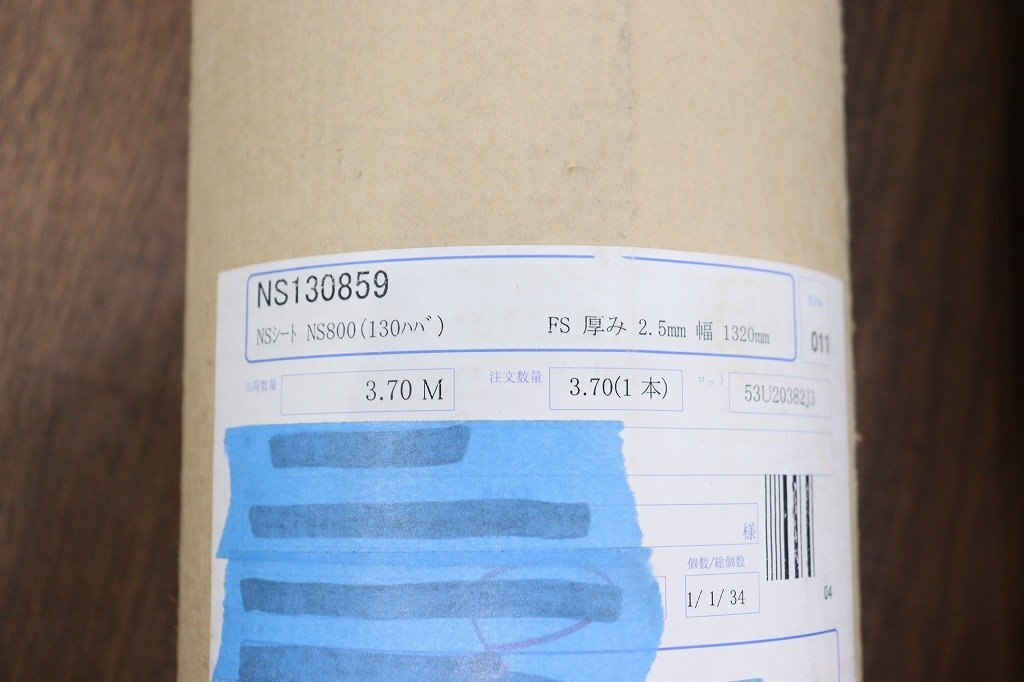 NS130859
NSシート NS800(130ハバ) FS 厚み 2.5mm 幅 1320mm
011
出荷数量 3.70 M 注文数量 3.70(1 本) ロット 53U20382J3
様
個数/総個数
1/ 1/ 34
04